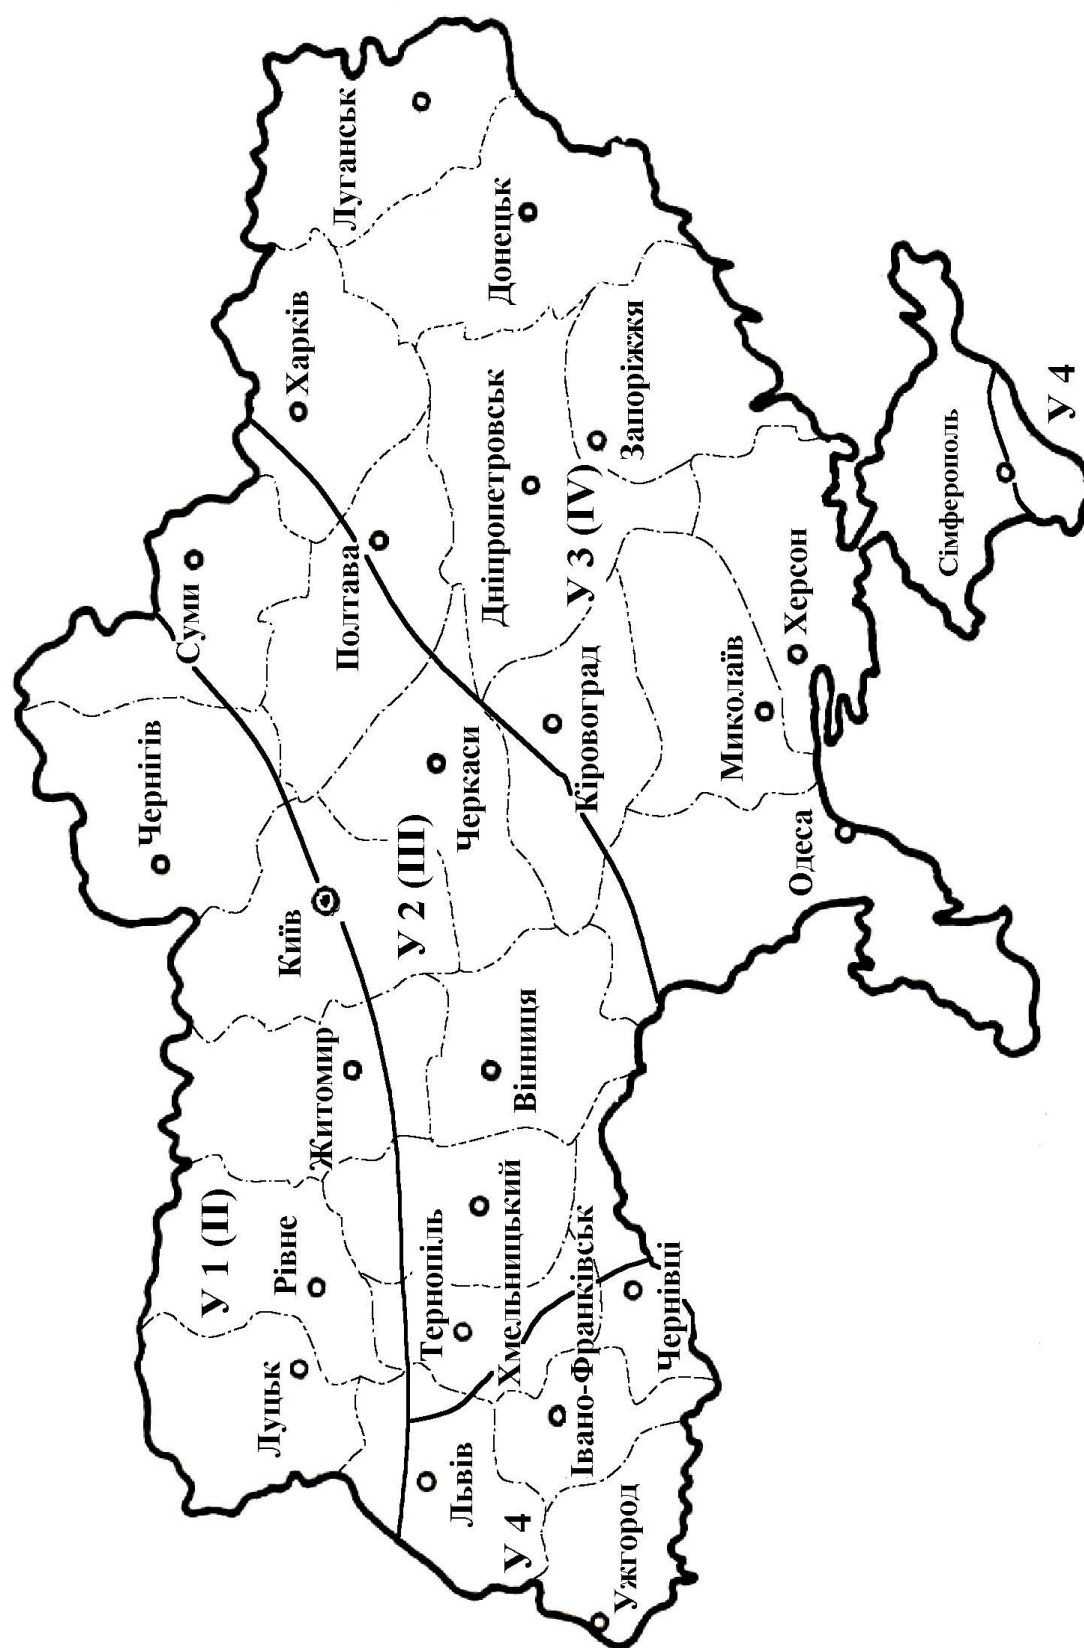 Чернігів
Суми
Луцьк
У 1 (II)
Рівне
Житомир
Київ
Полтава
Харків
Луганськ
Львів
Тернопіль
Хмельницький
Вінниця
У 2 (III)
Черкаси
Дніпропетровськ
Донецьк
У 4
Ужгород
Івано-Франківськ
Чернівці
Кіровоград
У 3 (IV)
Запоріжжя
Миколаїв
Одеса
Херсон
Сімферополь
У 4